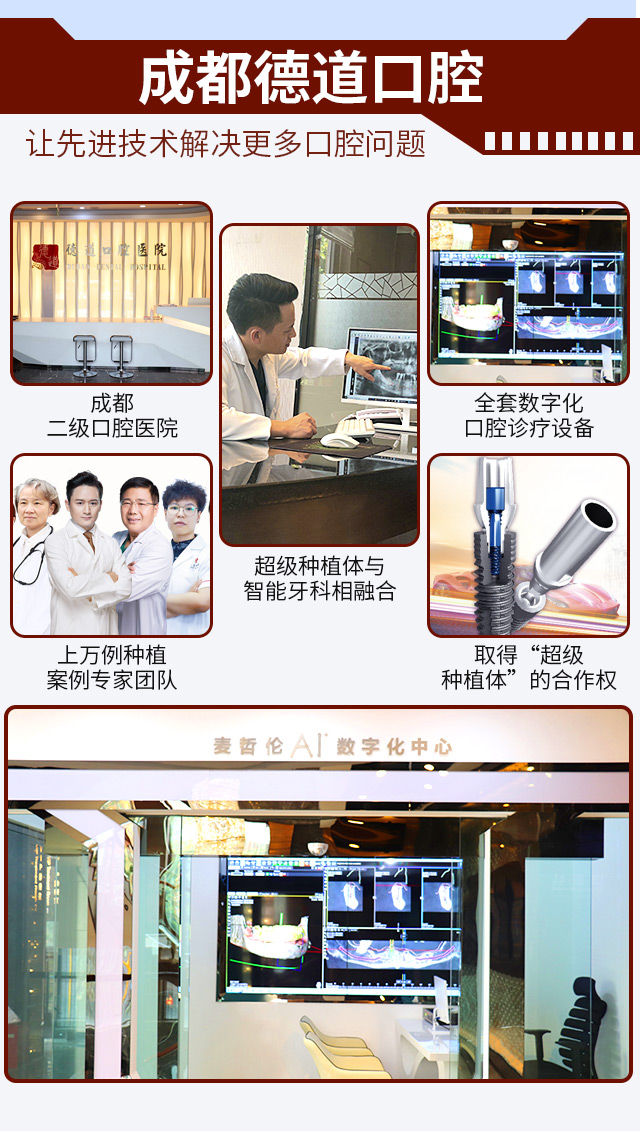 成都德道口腔
让先进技术解决更多口腔问题
德道口腔医院
DENTAL HOSPITAL
成都
二级口腔医院
全套数字化
口腔诊疗设备
超级种植体与
智能牙科相融合
上万例种植
案例专家团队
取得“超级
种植体”的合作权
麦哲伦AI数字化中心